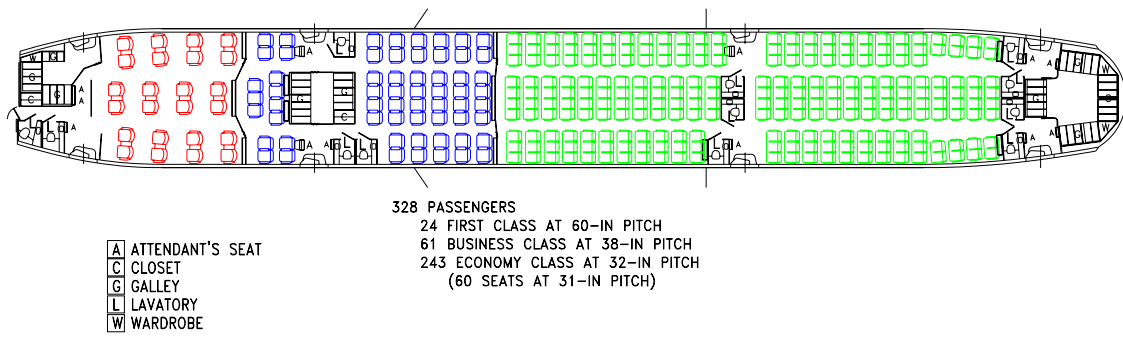 W
G
G
C
G
A
A
L
L
A
A
L
G
C
A
A
L
L
A
L
L
L
A
L
A
L
L
A
L
A
G
G
G
W
G
W
328 PASSENGERS
24 FIRST CLASS AT 60-IN PITCH
61 BUSINESS CLASS AT 38-IN PITCH
243 ECONOMY CLASS AT 32-IN PITCH
(60 SEATS AT 31-IN PITCH)
A ATTENDANT'S SEAT
C CLOSET
G GALLEY
L LAVATORY
W WARDROBE